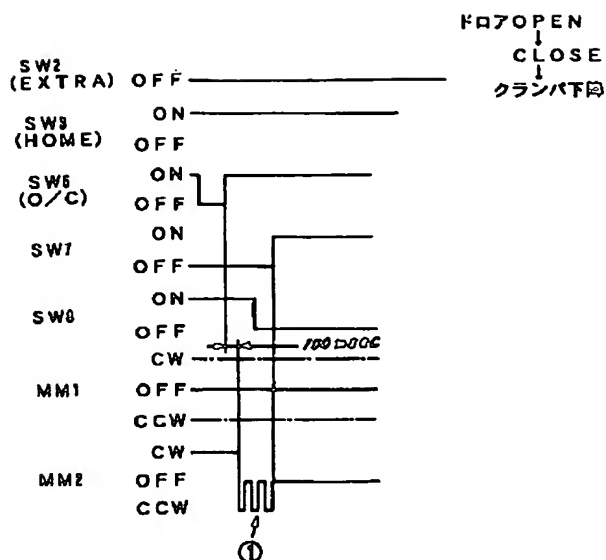 ドロアOPEN
↓
CLOSE
↓
クランパ下降
SW2
(EXTRA) OFF
ON
SW3
(HOME) OFF
ON
SW6
(O/C) OFF
ON
SW7
OFF
ON
SW8
OFF
CW
MM1 OFF
CCW
CW
MM2 OFF
CCW
①